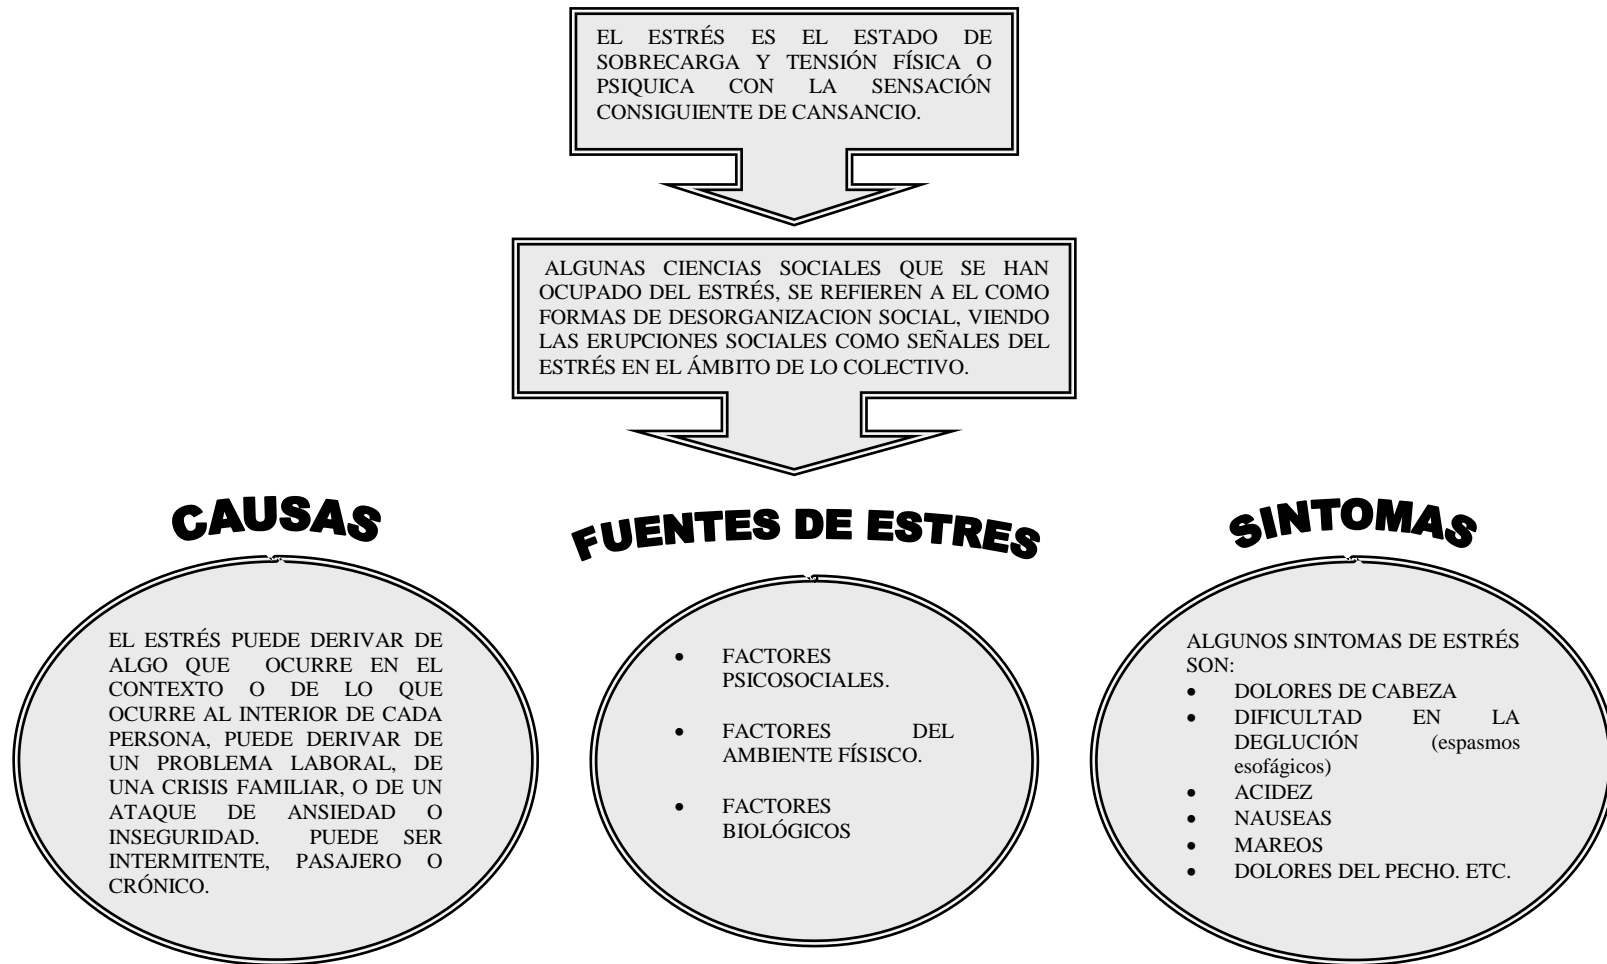 EL ESTRÉS ES EL ESTADO DE
SOBRECARGA Y TENSIÓN FÍSICA O
PSIQUICA CON LA SENSACIÓN
CONSIGUIENTE DE CANSANCIO.
ALGUNAS CIENCIAS SOCIALES QUE SE HAN
OCUPADO DEL ESTRÉS, SE REFIEREN A EL COMO
FORMAS DE DESORGANIZACION SOCIAL, VIENDO
LAS ERUPCIONES SOCIALES COMO SEÑALES DEL
ESTRÉS EN EL ÁMBITO DE LO COLECTIVO.
CAUSAS
EL ESTRÉS PUEDE DERIVAR DE
ALGO QUE OCURRE EN EL
CONTEXTO O DE LO QUE
OCURRE AL INTERIOR DE CADA
PERSONA, PUEDE DERIVAR DE
UN PROBLEMA LABORAL, DE
UNA CRISIS FAMILIAR, O DE UN
ATAQUE DE ANSIEDAD O
INSEGURIDAD. PUEDE SER
INTERMITENTE, PASAJERO O
CRÓNICO.
FUENTES DE ESTRES
• FACTORES
PSICOSOCIALES.
• FACTORES DEL
AMBIENTE FÍSISCO.
• FACTORES
BIOLÓGICOS
SINTOMAS
ALGUNOS SINTOMAS DE ESTRÉS
SON:
• DOLORES DE CABEZA
• DIFICULTAD EN LA
DEGLUCIÓN (espasmos
esofágicos)
• ACIDEZ
• NAUSEAS
• MAREOS
• DOLORES DEL PECHO. ETC.